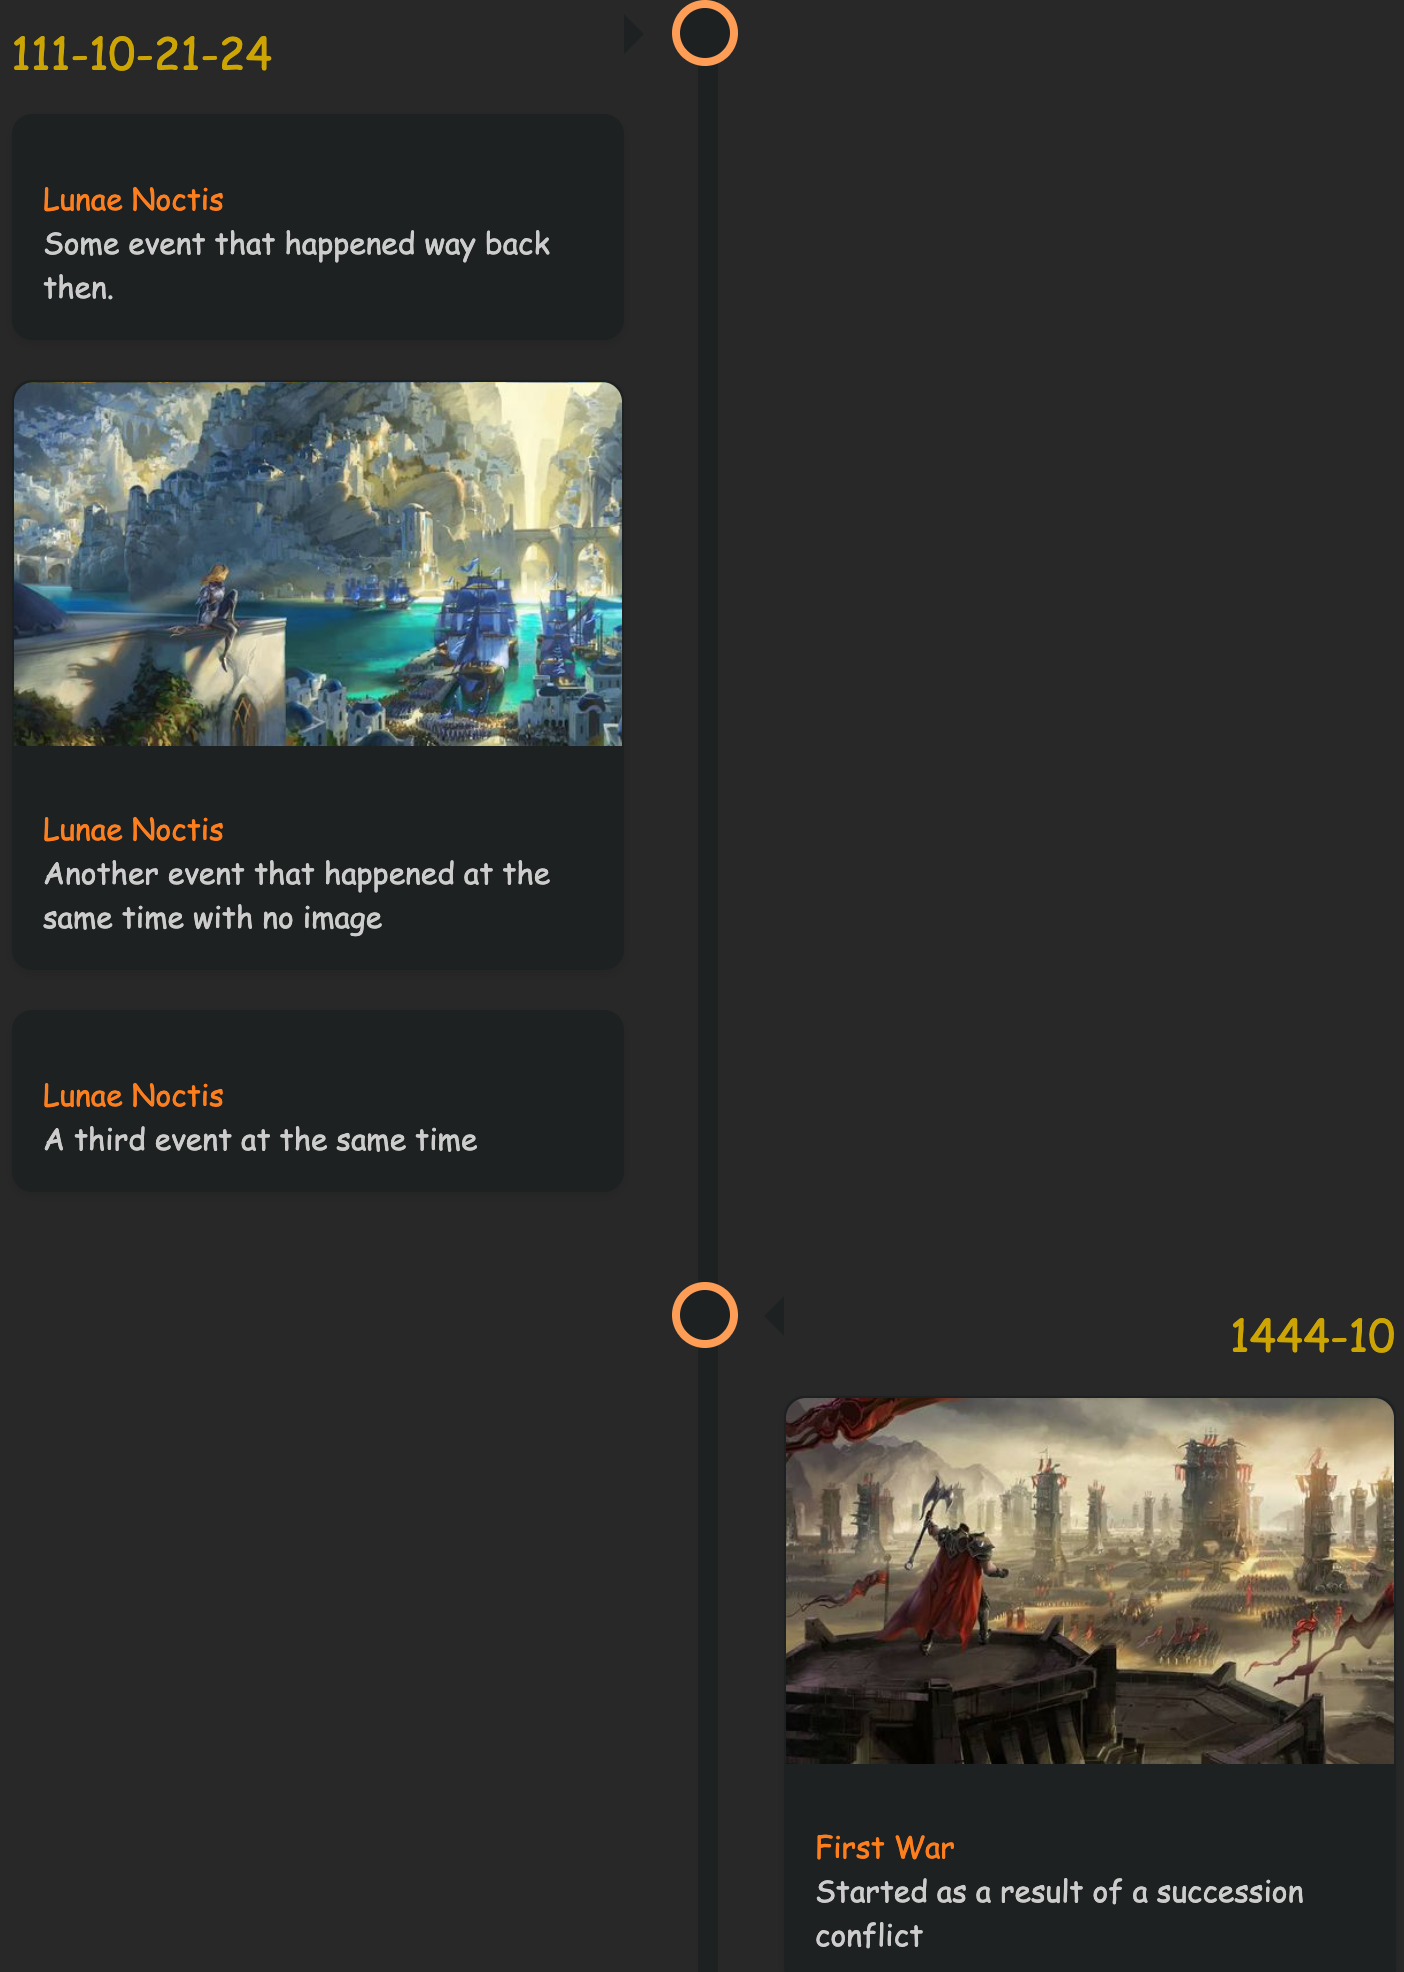 111-10-21-24
Lunae Noctis
Some event that happened way back
then.
Lunae Noctis
Another event that happened at the
same time with no image
Lunae Noctis
A third event at the same time
1444-10
First War
Started as a result of a succession
conflict